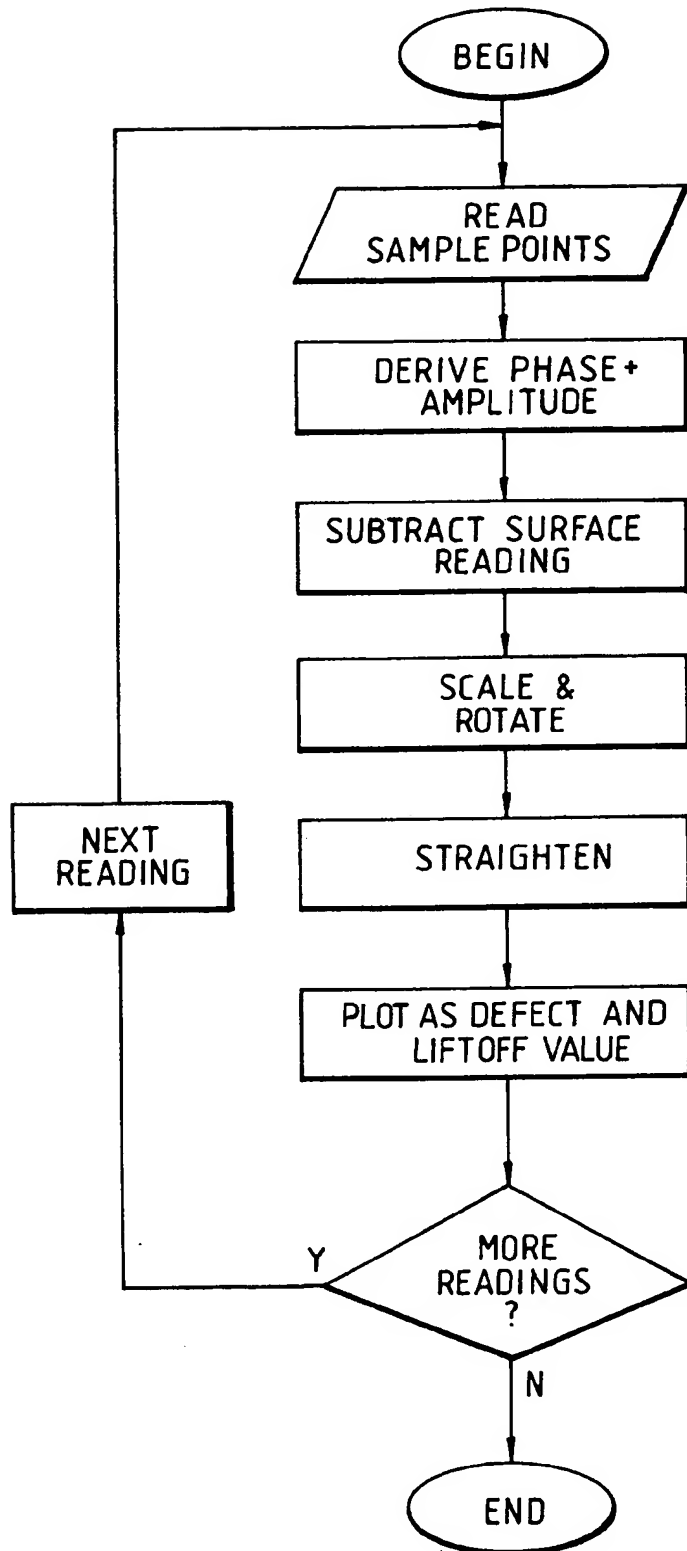 BEGIN
READ
SAMPLE POINTS
DERIVE PHASE+
AMPLITUDE
SUBTRACT SURFACE
READING
SCALE &
ROTATE
STRAIGHTEN
NEXT
READING
PLOT AS DEFECT AND
LIFTOFF VALUE
MORE
READINGS
?
Y
N
END